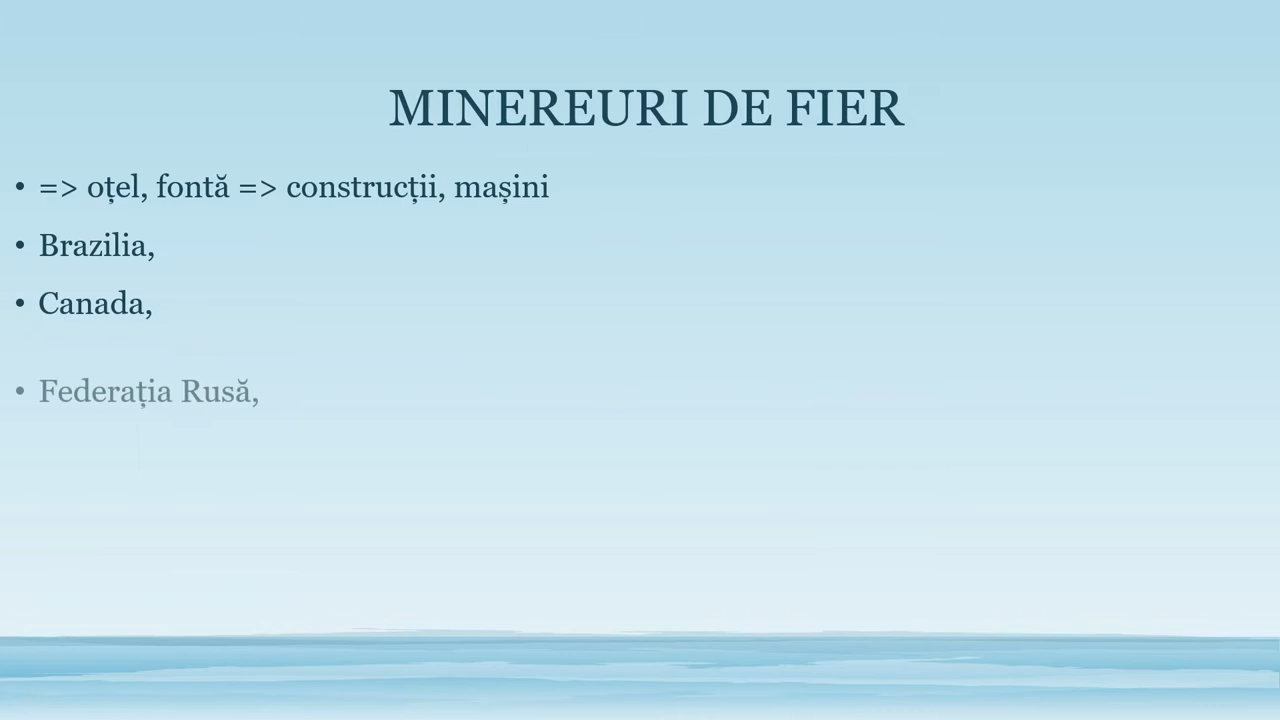 MINEREURI DE FIER
• => oțel, fontă => construcții, mașini
• Brazilia,
• Canada,
• Federația Rusă,